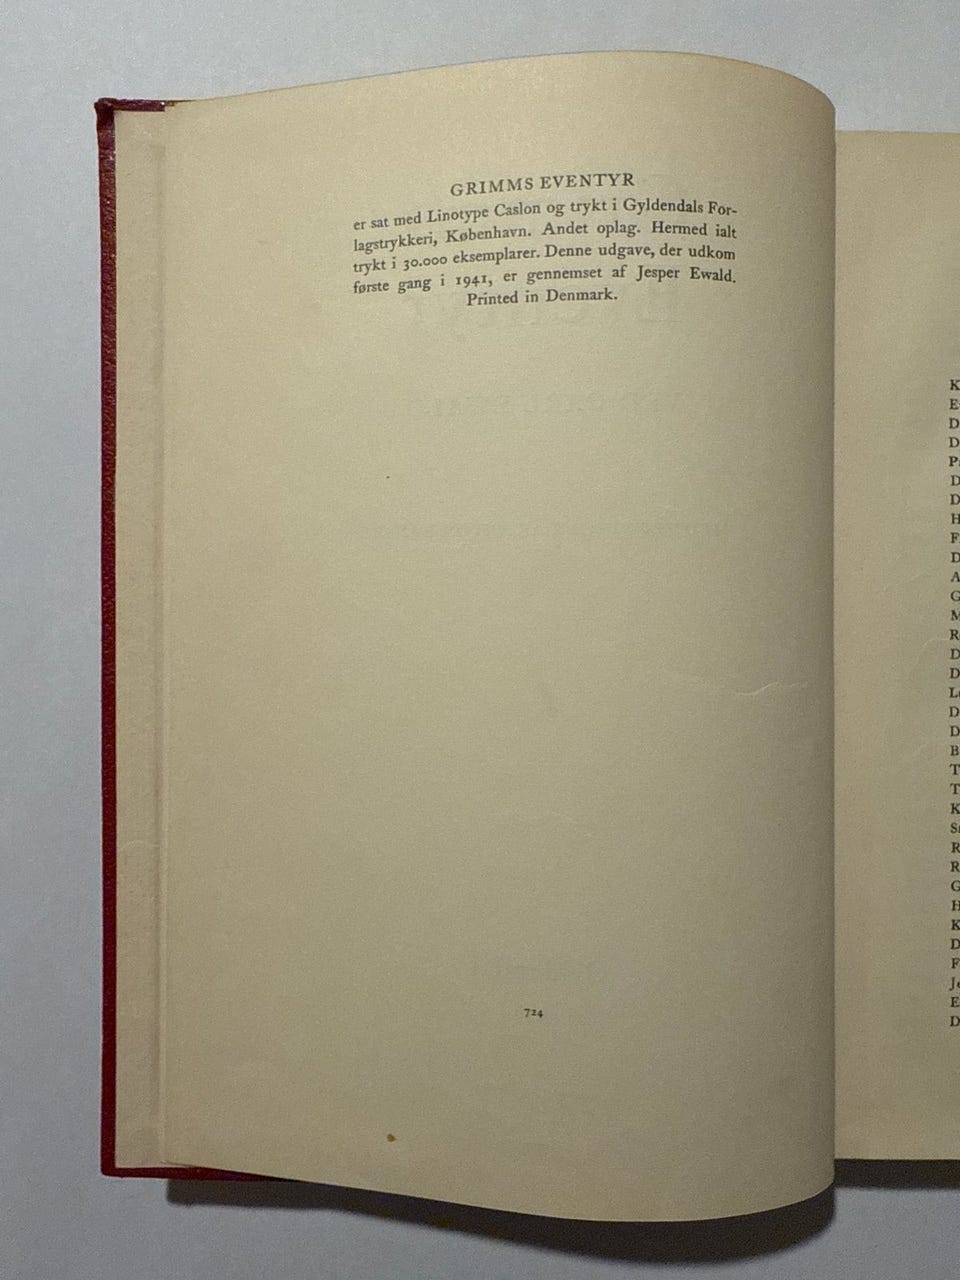 GRIMMS EVENTYR
er sat med Linotype Caslon og trykt i Gyldendals For-
lagstrykkeri, København. Andet oplag. Hermed ialt
trykt i 30.000 eksemplarer. Denne udgave, der udkom
første gang i 1941, er gennemset af Jesper Ewald.
Printed in Denmark.
724